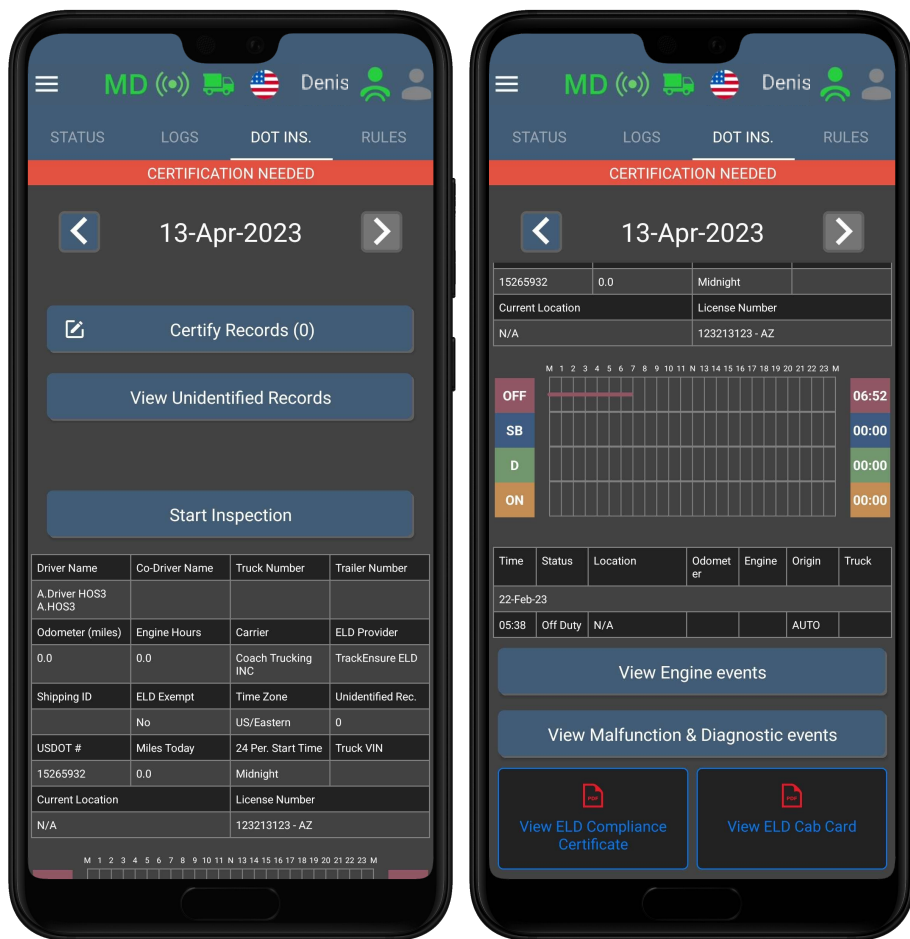 MD Denis
STATUS LOGS DOT INS. RULES
CERTIFICATION NEEDED
13-Apr-2023
Certify Records (0)
View Unidentified Records
Start Inspection
Driver Name Co-Driver Name Truck Number Trailer Number
A.Driver HOS3
A.HOS3
Odometer (miles) Engine Hours Carrier ELD Provider
0.0 0.0 Coach Trucking TrackEnsure ELD
INC
Shipping ID ELD Exempt Time Zone Unidentified Rec.
No US/Eastern 0
USDOT # Miles Today 24 Per. Start Time Truck VIN
15265932 0.0 Midnight
Current Location License Number
N/A 123213123 - AZ
M 1 2 3 4 5 6 7 8 9 10 11 N 13 14 15 16 17 18 19 20 21 22 23 M
MD Denis
STATUS LOGS DOT INS. RULES
CERTIFICATION NEEDED
13-Apr-2023
15265932 0.0 Midnight
Current Location License Number
N/A 123213123 - AZ
M 1 2 3 4 5 6 7 8 9 10 11 N 13 14 15 16 17 18 19 20 21 22 23 M
OFF 06:52
SB 00:00
D 00:00
ON 00:00
Time Status Location Odomet Engine Origin Truck
er
22-Feb-23
05:38 Off Duty N/A AUTO
View Engine events
View Malfunction & Diagnostic events
PDF PDF
View ELD Compliance View ELD Cab Card
Certificate